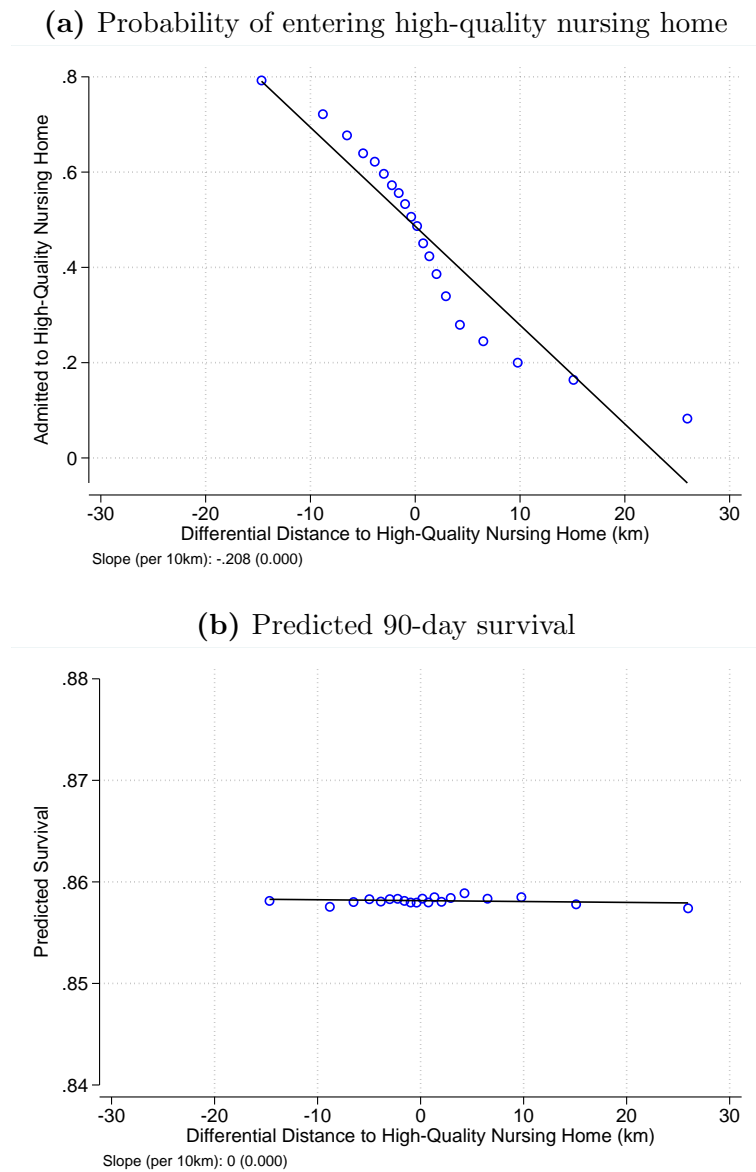 (a) Probability of entering high-quality nursing home
.8
.6
.4
.2
0
Admitted to High-Quality Nursing Home
-30 -20 -10 0 10 20 30
Differential Distance to High-Quality Nursing Home (km)
Slope (per 10km): -.208 (0.000)
(b) Predicted 90-day survival
.88
.87
.86
.85
.84
Predicted Survival
-30 -20 -10 0 10 20 30
Differential Distance to High-Quality Nursing Home (km)
Slope (per 10km): 0 (0.000)